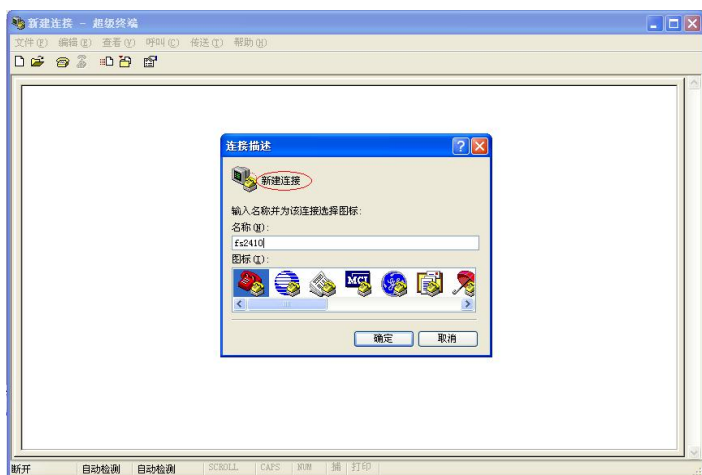 新建连接 - 超级终端
文件(F) 编辑(E) 查看(V) 呼叫(C) 传送(T) 帮助(H)
连接描述
新建连接
输入名称并为该连接选择图标:
名称(N):
fs2410
图标(I):
MCI
确定 取消
断开 自动检测 自动检测 SCROLL CAPS NUM 捕 打印